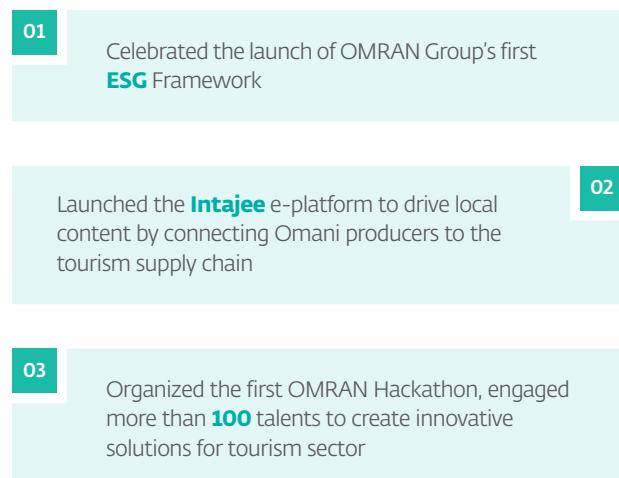 01
Celebrated the launch of OMRAN Group's first
ESG Framework
02
Launched the Intajee e-platform to drive local
content by connecting Omani producers to the
tourism supply chain
03
Organized the first OMRAN Hackathon, engaged
more than 100 talents to create innovative
solutions for tourism sector